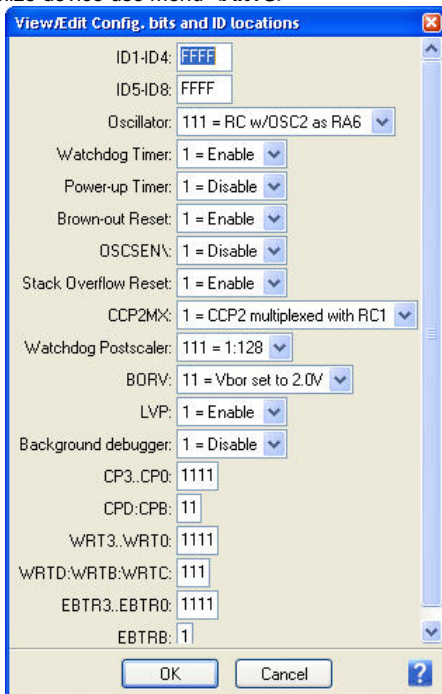 View/Edit Config. bits and ID locations
ID1-ID4: FFFF
ID5-ID8: FFFF
Oscillator: 111 = RC w/OSC2 as RA6
Watchdog Timer: 1 = Enable
Power-up Timer: 1 = Disable
Brown-out Reset: 1 = Enable
OSCSEN\: 1 = Disable
Stack Overflow Reset: 1 = Enable
CCP2MX: 1 = CCP2 multiplexed with RC1
Watchdog Postscaler: 111 = 1:128
BORV: 11 = Vbor set to 2.0V
LVP: 1 = Enable
Background debugger: 1 = Disable
CP3..CP0: 1111
CPD:CPB: 11
WRT3..WRT0: 1111
WRTD:WRTB:WRTC: 111
EBTR3..EBTR0: 1111
EBTRB: 1
OK Cancel ?